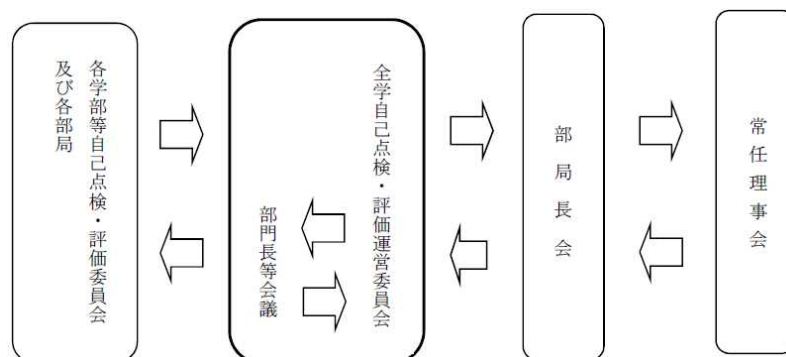 各学部等自己点検・評価委員会
及び各部局
全学自己点検・評価運営委員会
部門長等会議
部局長会
常任理事会